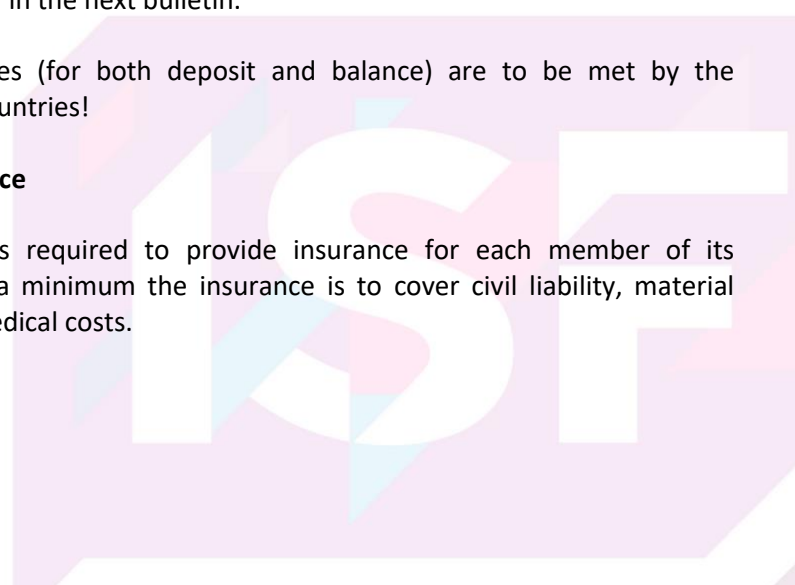 in the next bulletin.
es (for both deposit and balance) are to be met by the
untries!
ce
s required to provide insurance for each member of its
a minimum the insurance is to cover civil liability, material
edical costs.
ISF